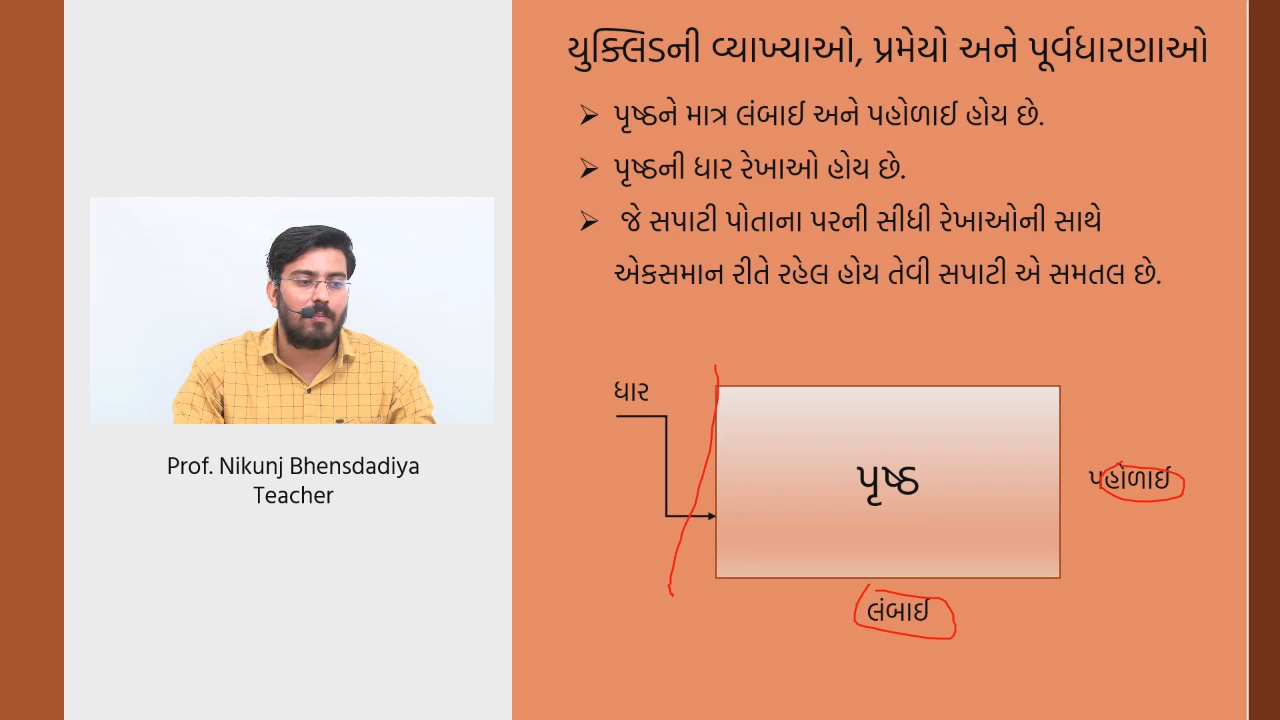 યુક્લિડની વ્યાખ્યાઓ, પ્રમેયો અને પૂર્વધારણાઓ
➢ પૃષ્ઠને માત્ર લંબાઈ અને પહોળાઈ હોય છે.
➢ પૃષ્ઠની ધાર રેખાઓ હોય છે.
➢ જે સપાટી પોતાના પરની સીધી રેખાઓની સાથે
એકસમાન રીતે રહેલ હોય તેવી સપાટી એ સમતલ છે.
ધાર
પૃષ્ઠ
પહોળાઈ
લંબાઈ
Prof. Nikunj Bhensdadiya
Teacher